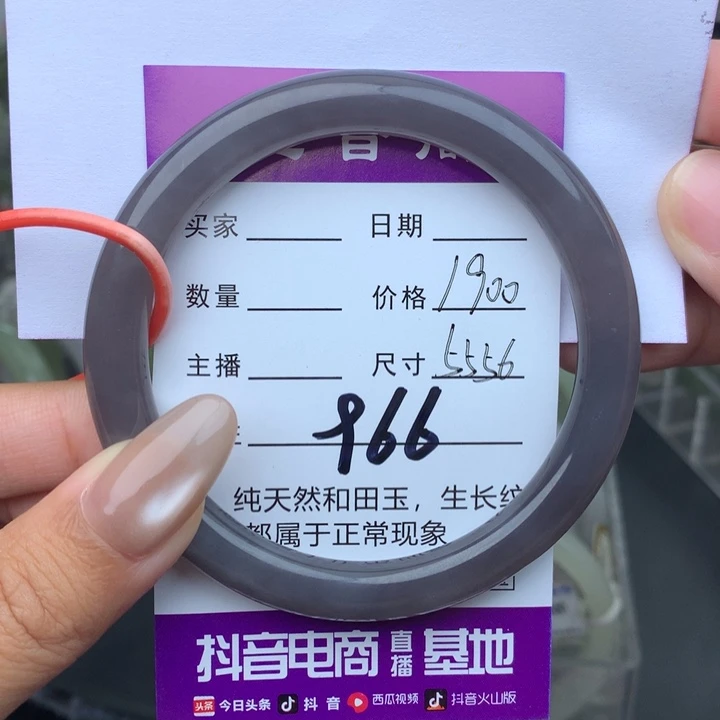 买家 日期
数量 价格 1900
主播 尺寸 5556
966
纯天然和田玉，生长纹
都属于正常现象
抖音电商直播基地
头条 今日头条 抖音 西瓜视频 抖音火山版